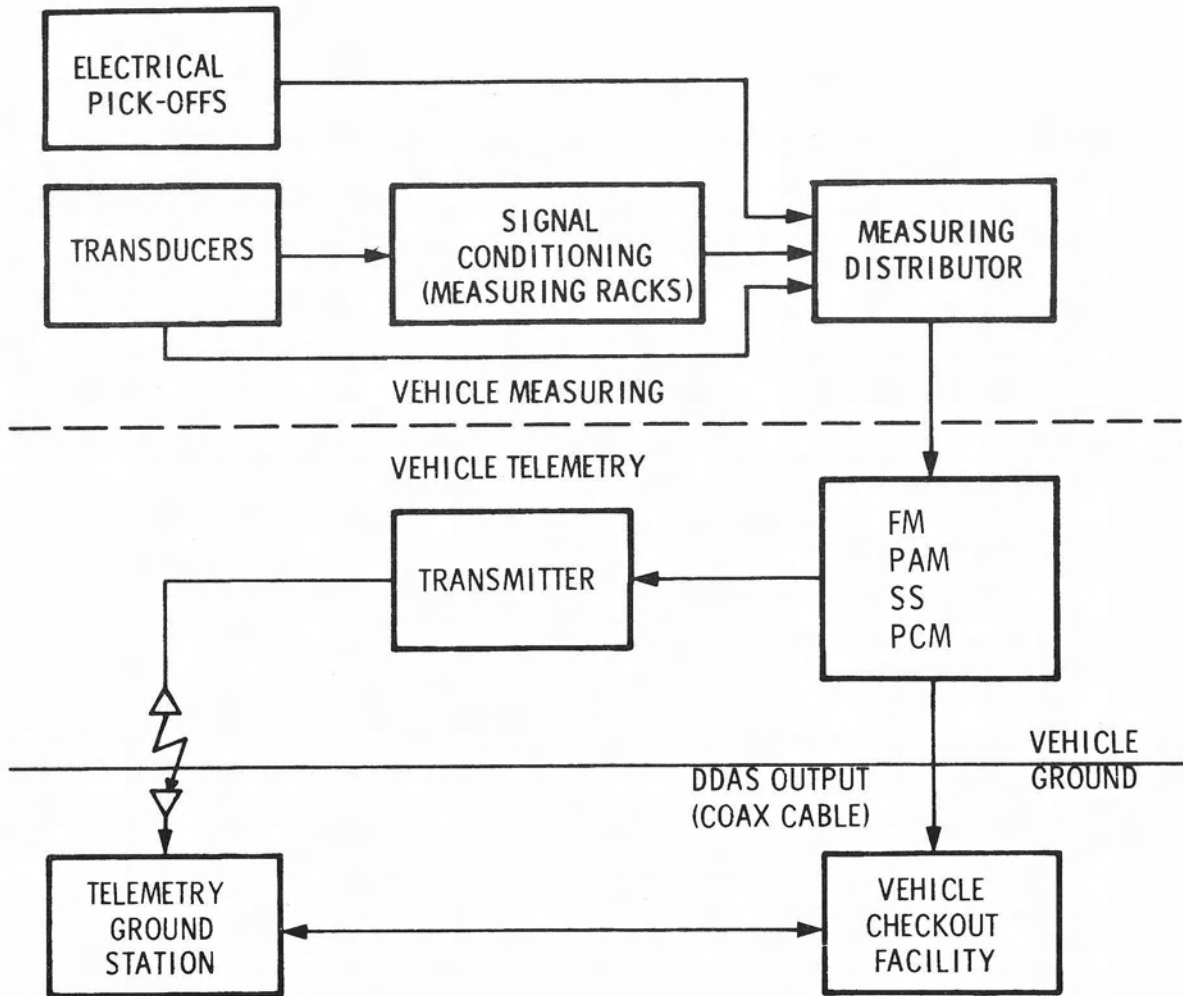 ELECTRICAL
PICK-OFFS
TRANSDUCERS
SIGNAL
CONDITIONING
(MEASURING RACKS)
MEASURING
DISTRIBUTOR
VEHICLE MEASURING
VEHICLE TELEMETRY
TRANSMITTER
FM
PAM
SS
PCM
VEHICLE
GROUND
DDAS OUTPUT
(COAX CABLE)
TELEMETRY
GROUND
STATION
VEHICLE
CHECKOUT
FACILITY